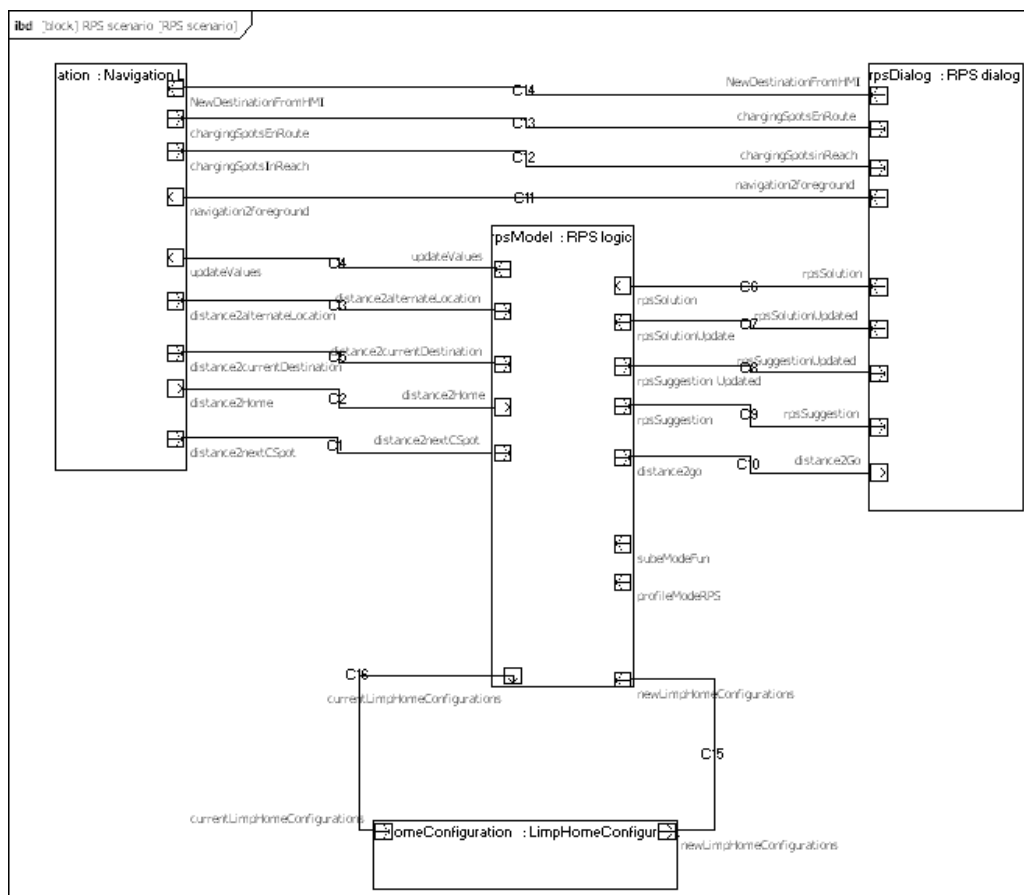 ibd [block] RPS scenario [RPS scenario]
ation : Navigation L
rpsDialog : RPS dialog
NewDestinationFromHMI
C14
NewDestinationFromHMI
chargingSpotsEnRoute
C13
chargingSpotsEnRoute
chargingSpotsInReach
C12
chargingSpotsinReach
navigation2foreground
C11
navigation2foreground
rpsModel : RPS logic
updateValues
C4
updateValues
distance2alternateLocation
C3
distance2alternateLocation
distance2currentDestination
C5
distance2currentDestination
distance2Home
C2
distance2Home
distance2nextCSpot
C1
distance2nextCSpot
rpsSolution
C6
rpsSolution
rpsSolutionUpdate
C7
rpsSolutionUpdated
rpsSuggestion Updated
C8
rpsSuggestionUpdated
rpsSuggestion
C9
rpsSuggestion
distance2go
C10
distance2Go
subeModeFun
profileModeRPS
C16
currentLimpHomeConfigurations
newLimpHomeConfigurations
C15
currentLimpHomeConfigurations
omeConfiguration : LimpHomeConfigur
newLimpHomeConfigurations